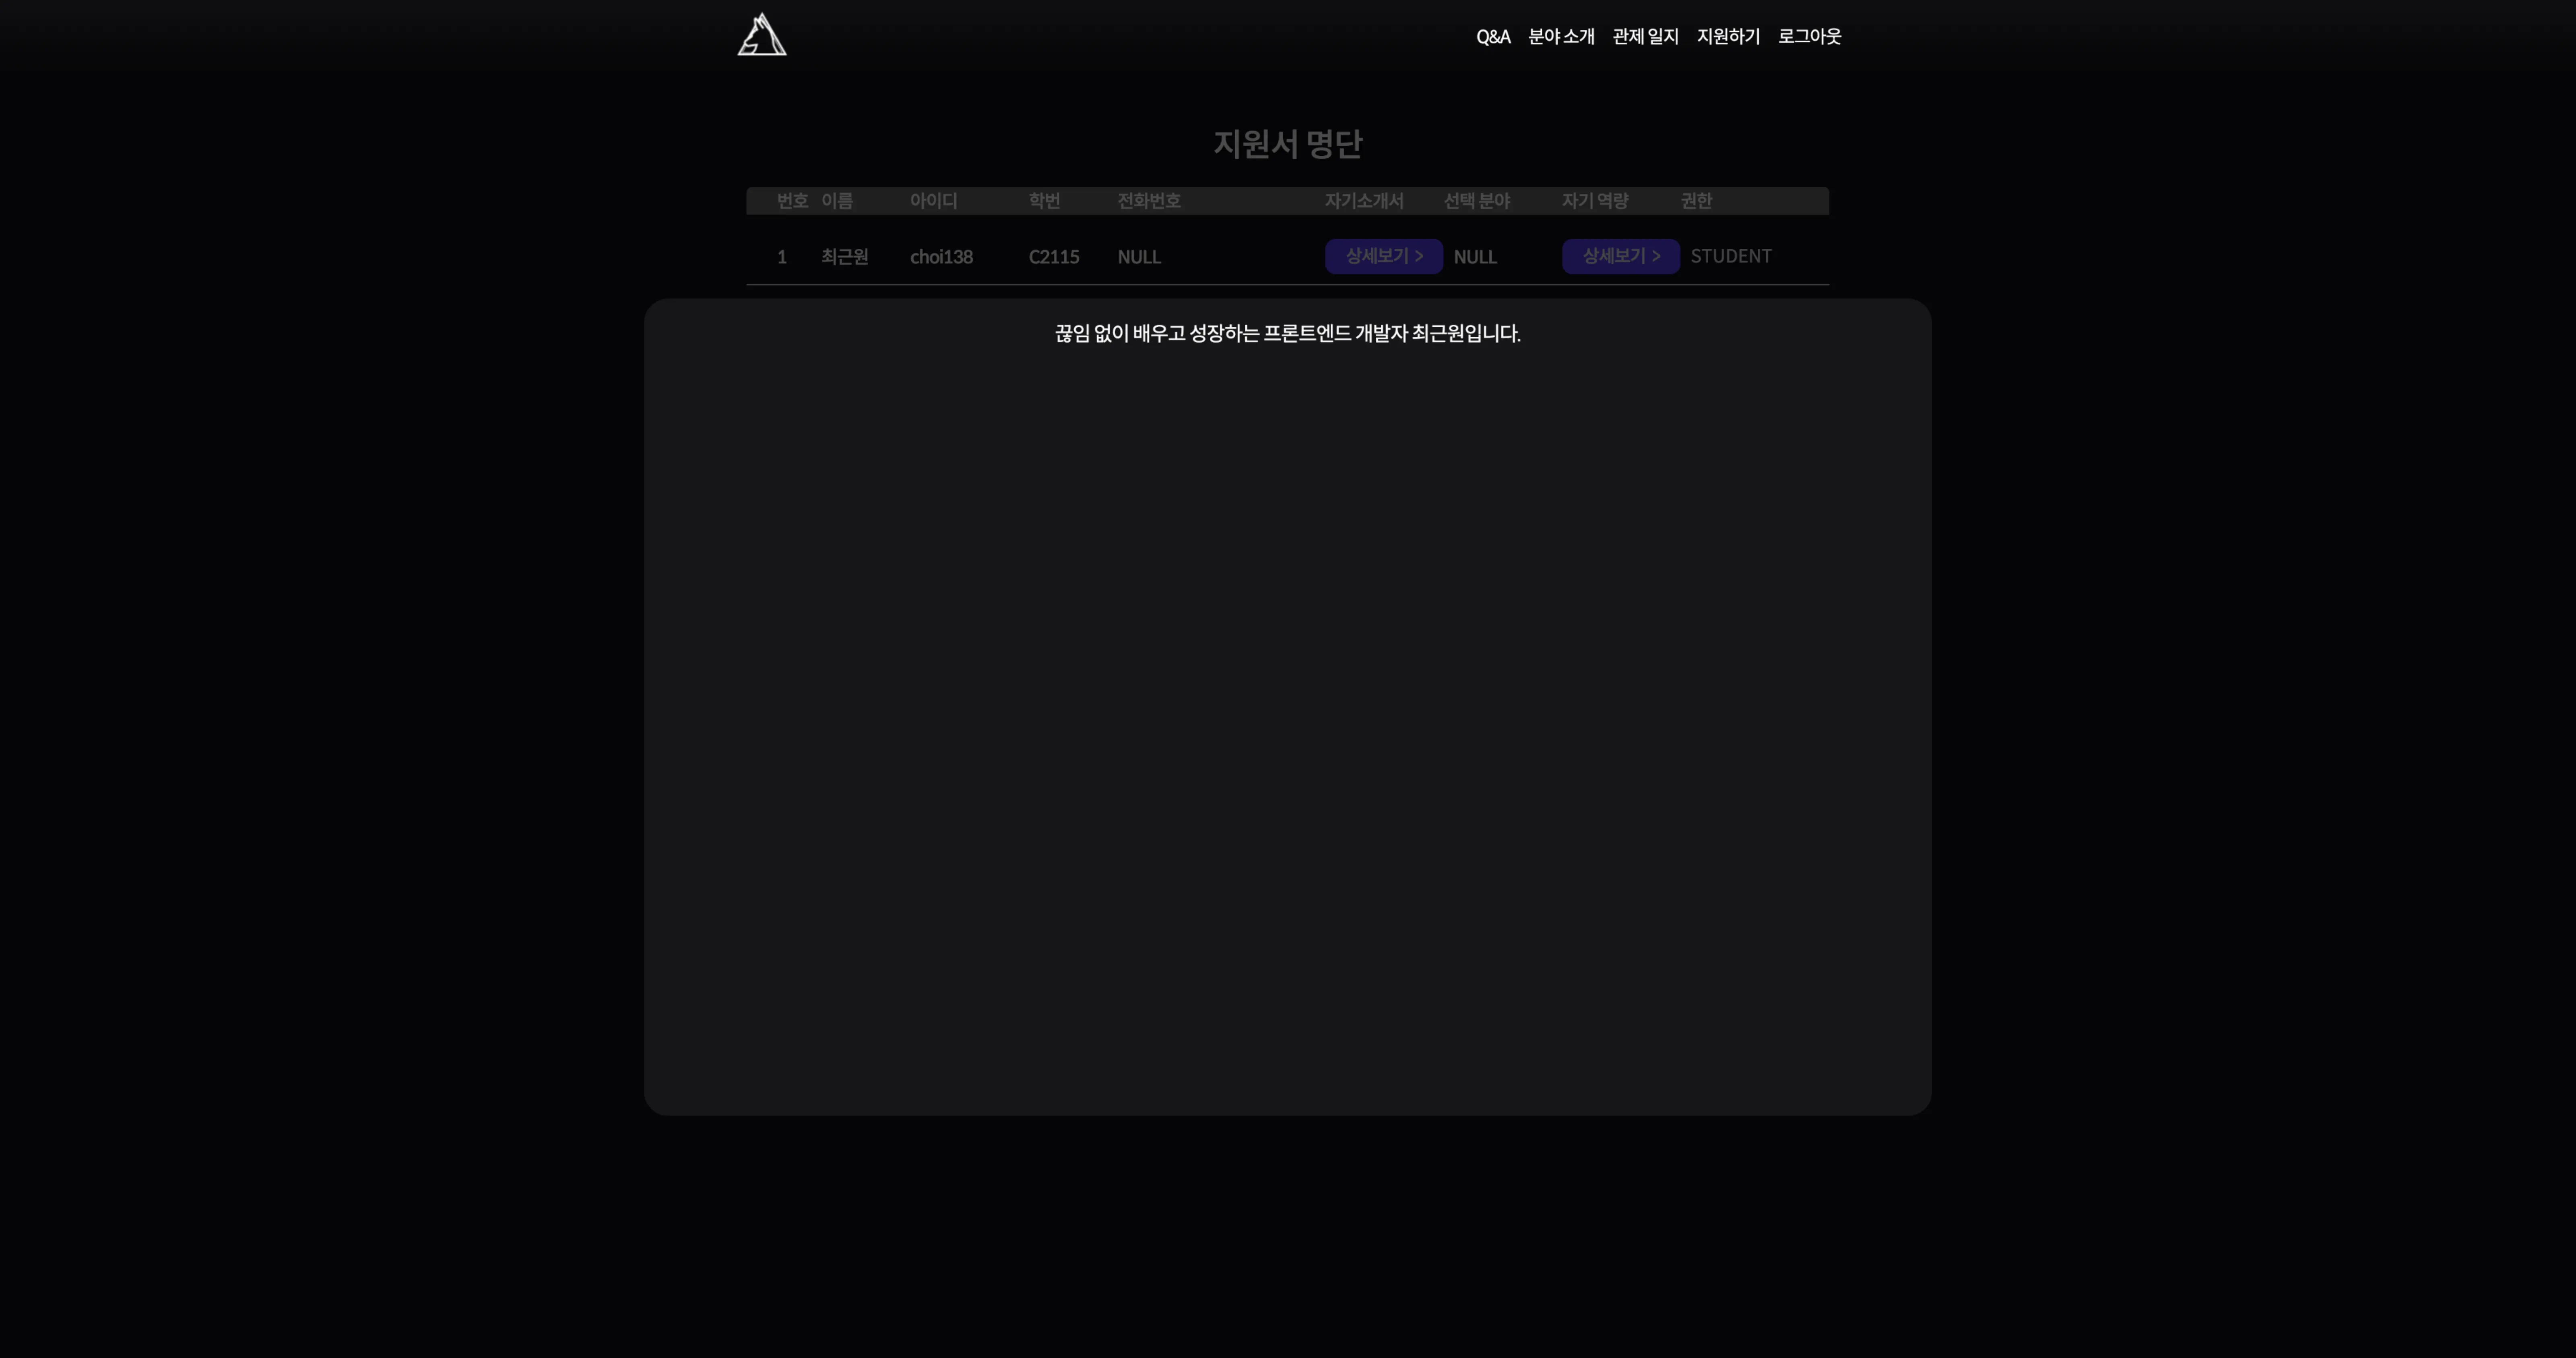 Q&A 분야 소개 관제 일지 지원하기 로그아웃
지원서 명단
번호 이름 아이디 학번 전화번호 자기소개서 선택 분야 자기 역량 권한
1 최근원 choi138 C2115 NULL 상세보기 > NULL 상세보기 > STUDENT
끊임 없이 배우고 성장하는 프론트엔드 개발자 최근원입니다.